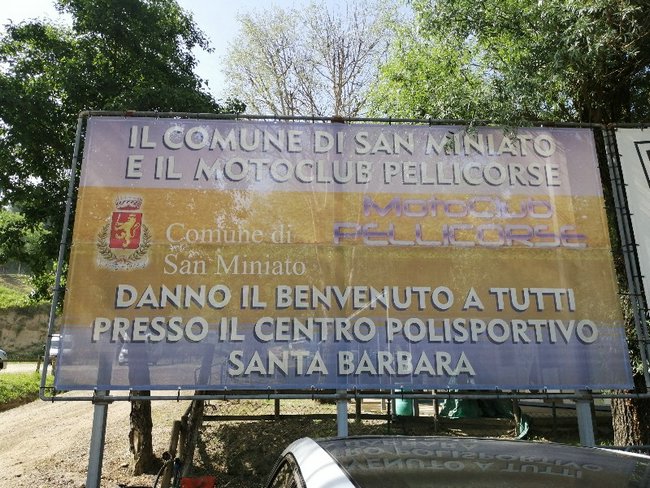 IL COMUNE DI SAN MINIATO
E IL MOTOCLUB PELLICORSE
MotoClub
PELLICORSE
Comune di
San Miniato
DANNO IL BENVENUTO A TUTTI
PRESSO IL CENTRO POLISPORTIVO
SANTA BARBARA